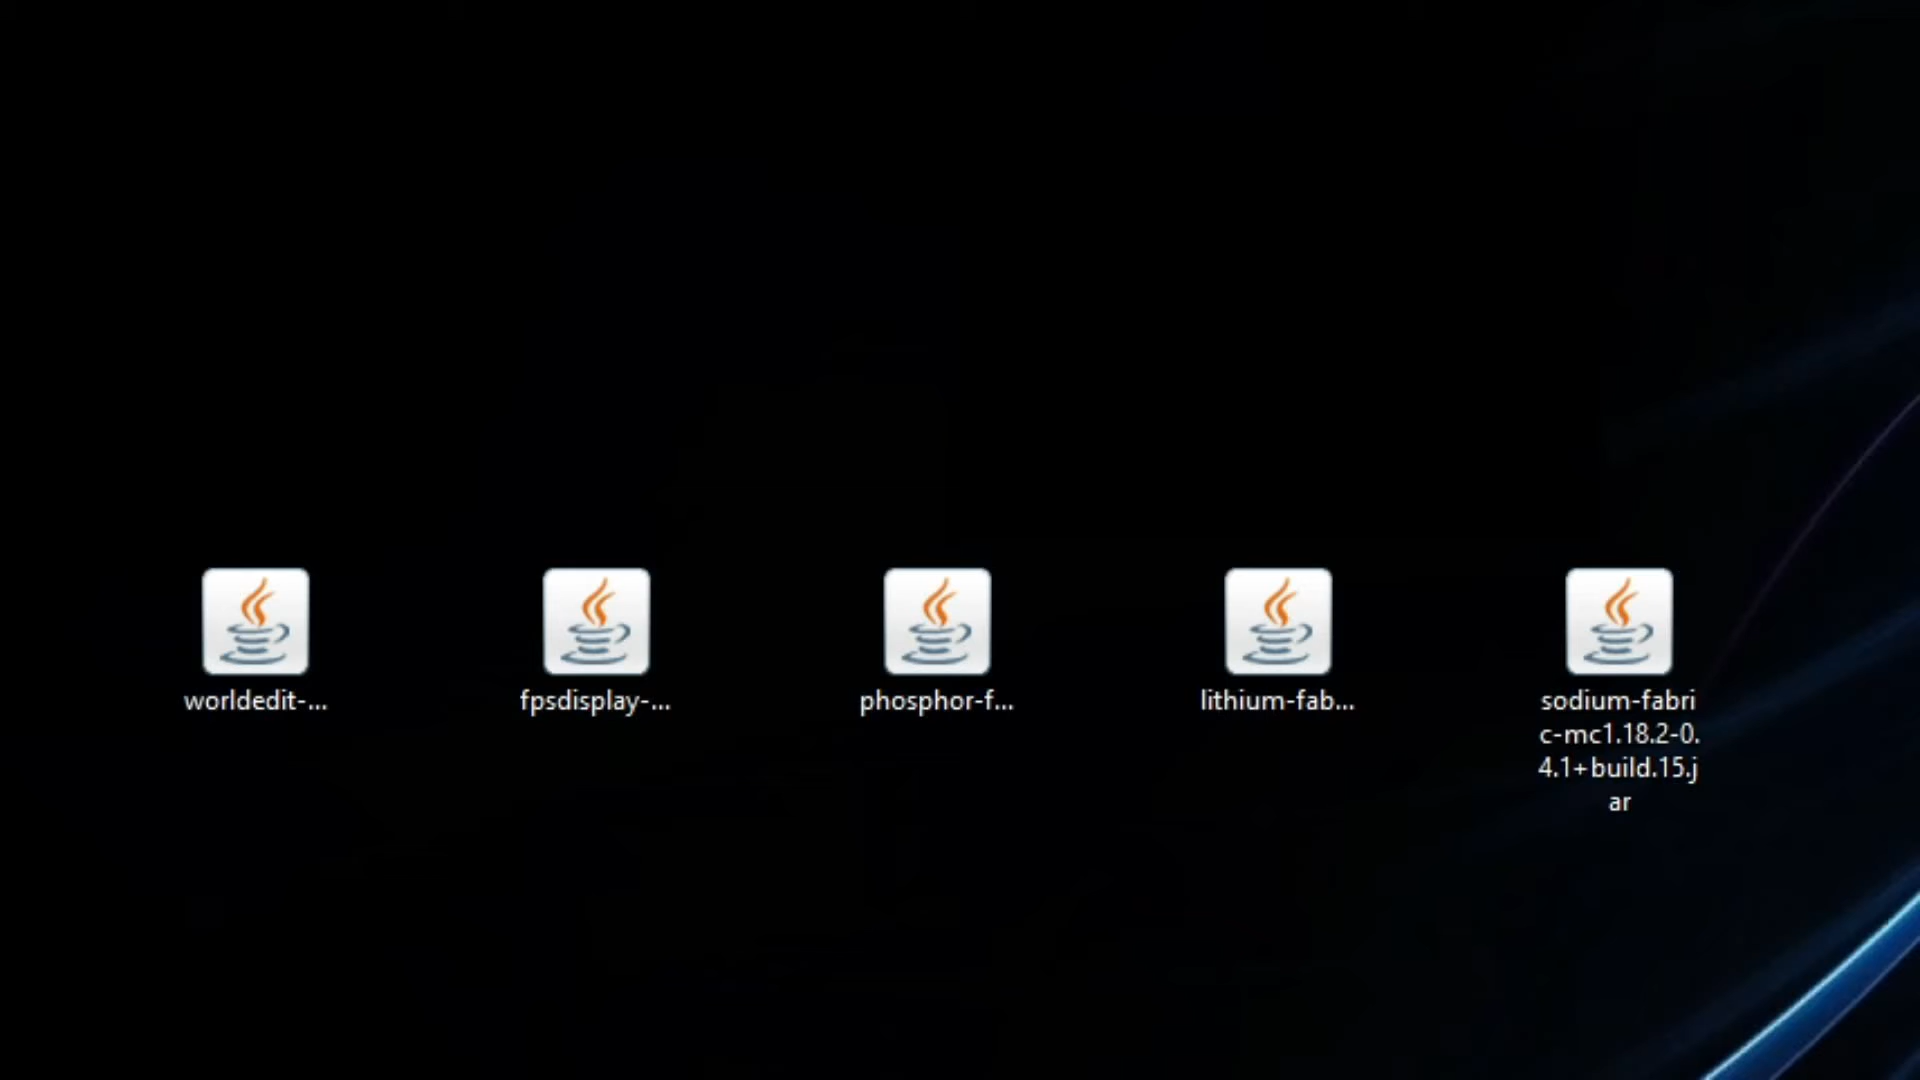 worldedit-...
fpsdisplay-...
phosphor-f...
lithium-fab...
sodium-fabri
c-mc1.18.2-0.
4.1+build.15.j
ar